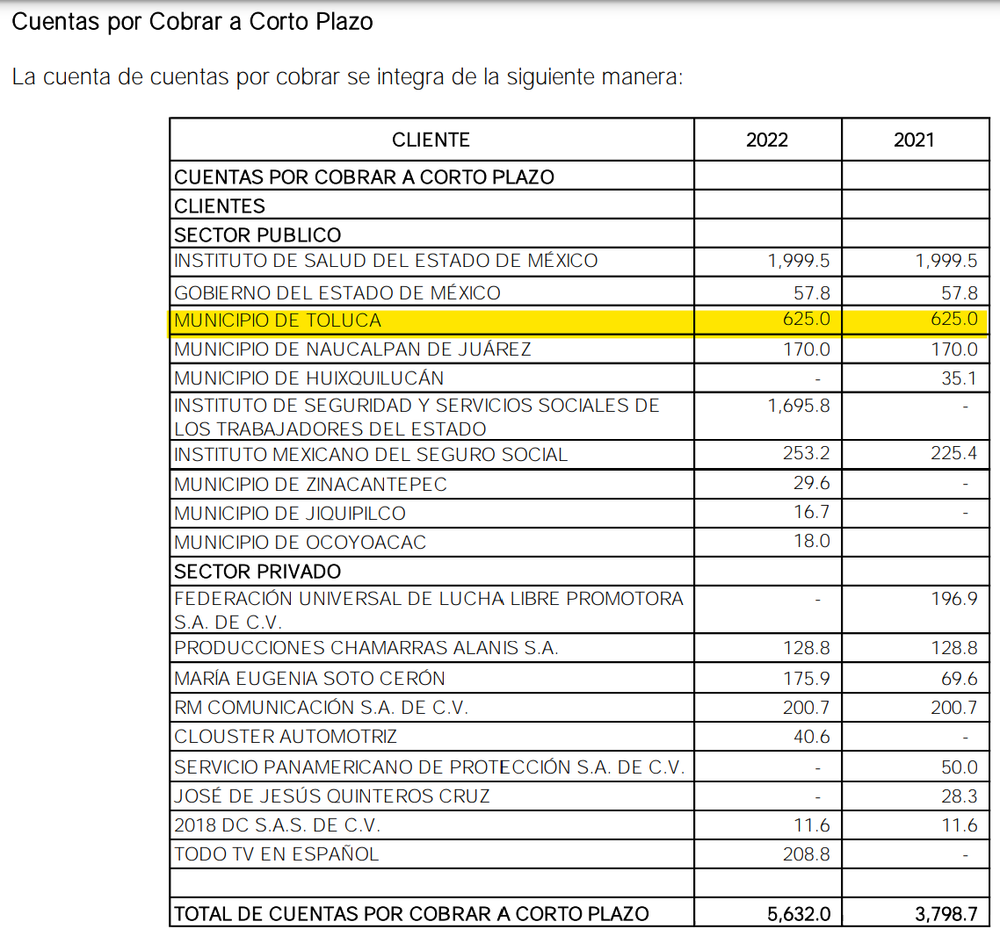 Cuentas por Cobrar a Corto Plazo
La cuenta de cuentas por cobrar se integra de la siguiente manera:
CLIENTE 2022 2021
CUENTAS POR COBRAR A CORTO PLAZO
CLIENTES
SECTOR PUBLICO
INSTITUTO DE SALUD DEL ESTADO DE MÉXICO 1,999.5 1,999.5
GOBIERNO DEL ESTADO DE MÉXICO 57.8 57.8
MUNICIPIO DE TOLUCA 625.0 625.0
MUNICIPIO DE NAUCALPAN DE JUÁREZ 170.0 170.0
MUNICIPIO DE HUIXQUILUCÁN - 35.1
INSTITUTO DE SEGURIDAD Y SERVICIOS SOCIALES DE 1,695.8 -
LOS TRABAJADORES DEL ESTADO
INSTITUTO MEXICANO DEL SEGURO SOCIAL 253.2 225.4
MUNICIPIO DE ZINACANTEPEC 29.6 -
MUNICIPIO DE JIQUIPILCO 16.7 -
MUNICIPIO DE OCOYOACAC 18.0
SECTOR PRIVADO
FEDERACIÓN UNIVERSAL DE LUCHA LIBRE PROMOTORA - 196.9
S.A. DE C.V.
PRODUCCIONES CHAMARRAS ALANIS S.A. 128.8 128.8
MARÍA EUGENIA SOTO CERÓN 175.9 69.6
RM COMUNICACIÓN S.A. DE C.V. 200.7 200.7
CLOUSTER AUTOMOTRIZ 40.6 -
SERVICIO PANAMERICANO DE PROTECCIÓN S.A. DE C.V. - 50.0
JOSÉ DE JESÚS QUINTEROS CRUZ - 28.3
2018 DC S.A.S. DE C.V. 11.6 11.6
TODO TV EN ESPAÑOL 208.8 -
TOTAL DE CUENTAS POR COBRAR A CORTO PLAZO 5,632.0 3,798.7